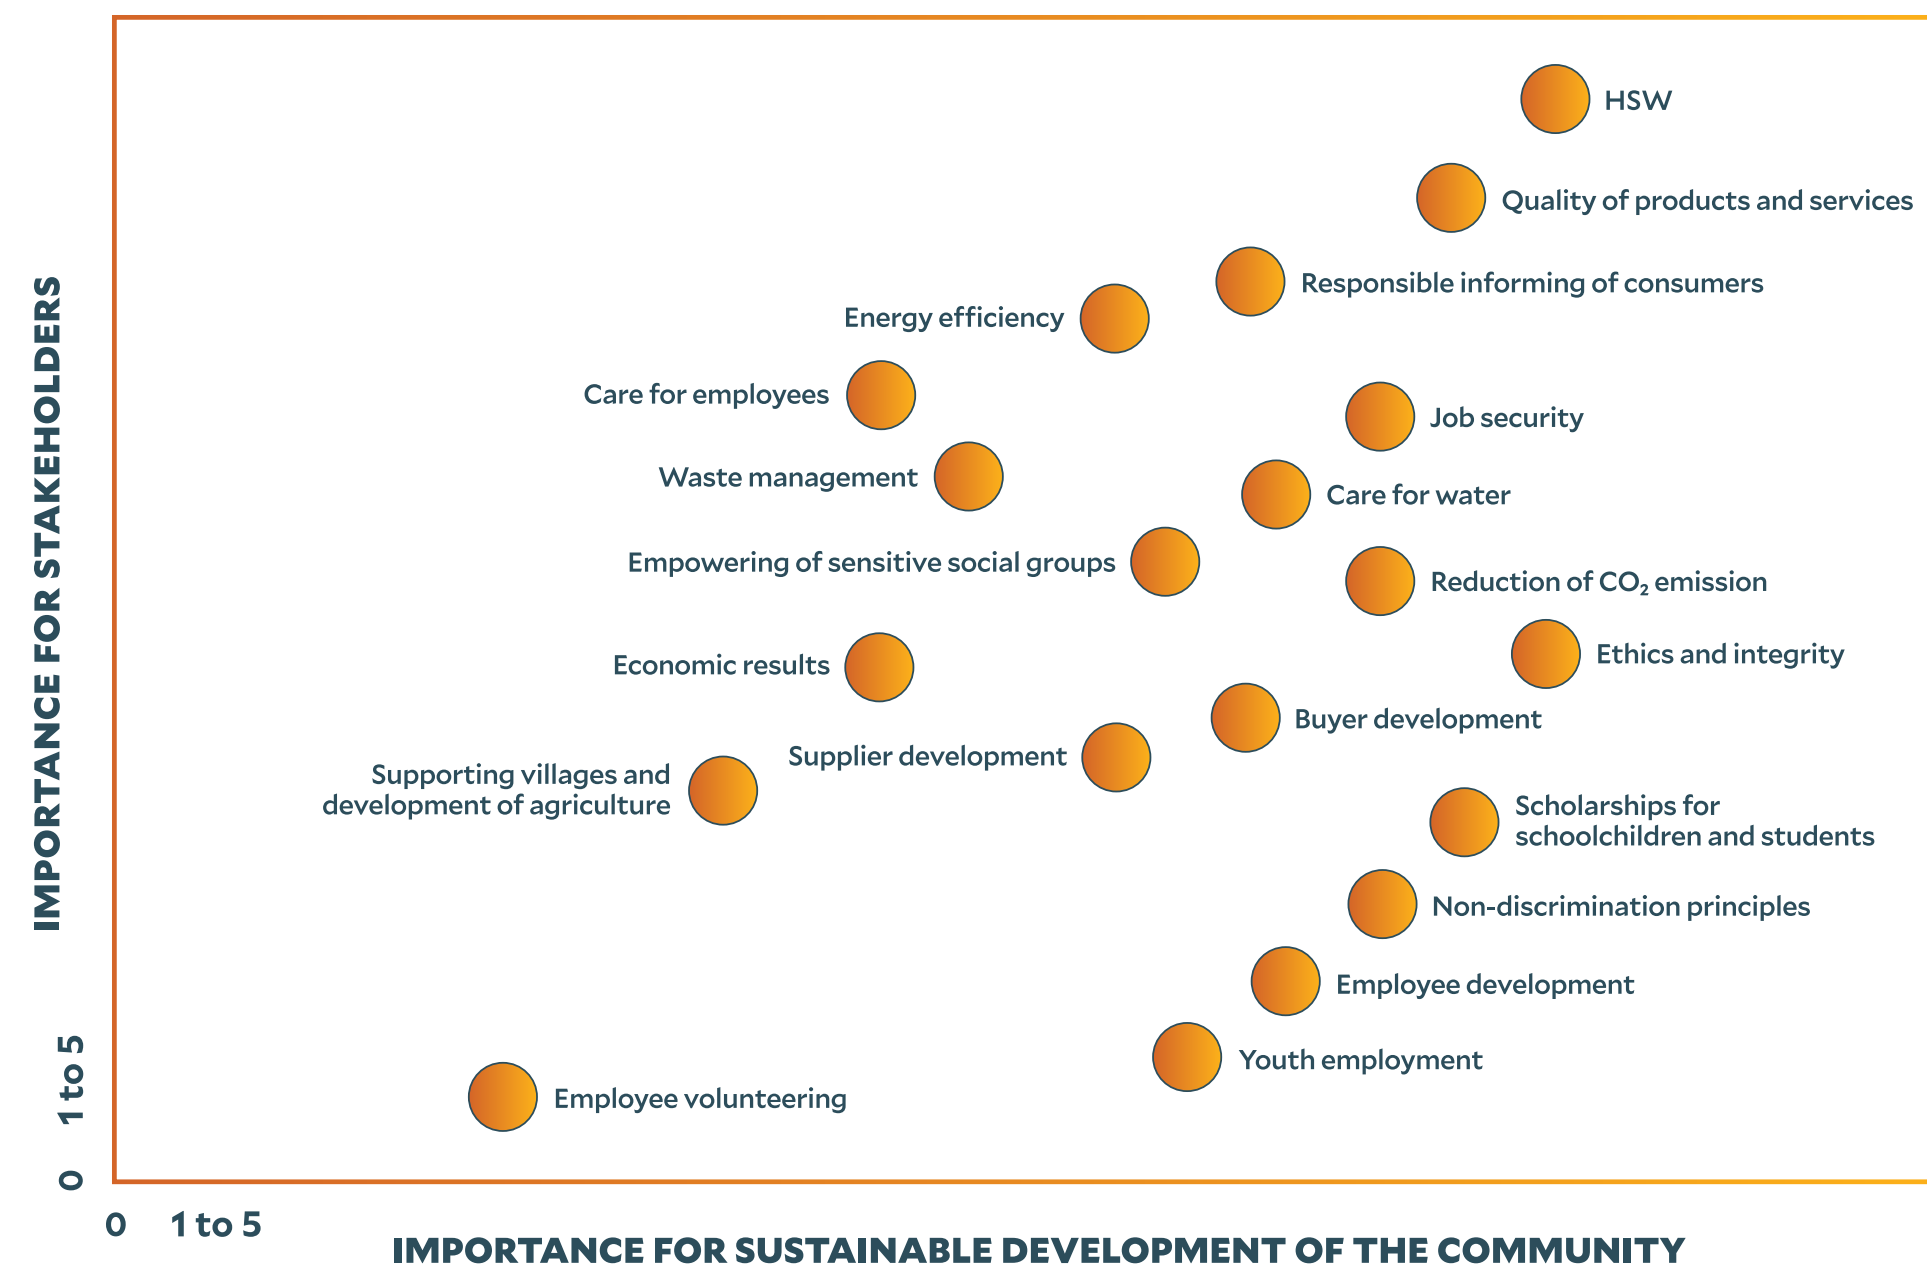 HSW
Quality of products and services
Responsible informing of consumers
Energy efficiency
Care for employees
Job security
Waste management
Care for water
Empowering of sensitive social groups
Reduction of CO₂ emission
Ethics and integrity
Economic results
Buyer development
Supplier development
Supporting villages and
development of agriculture
Scholarships for
schoolchildren and students
Non-discrimination principles
Employee development
Youth employment
Employee volunteering
IMPORTANCE FOR STAKEHOLDERS
0 1 to 5
0 1 to 5
IMPORTANCE FOR SUSTAINABLE DEVELOPMENT OF THE COMMUNITY